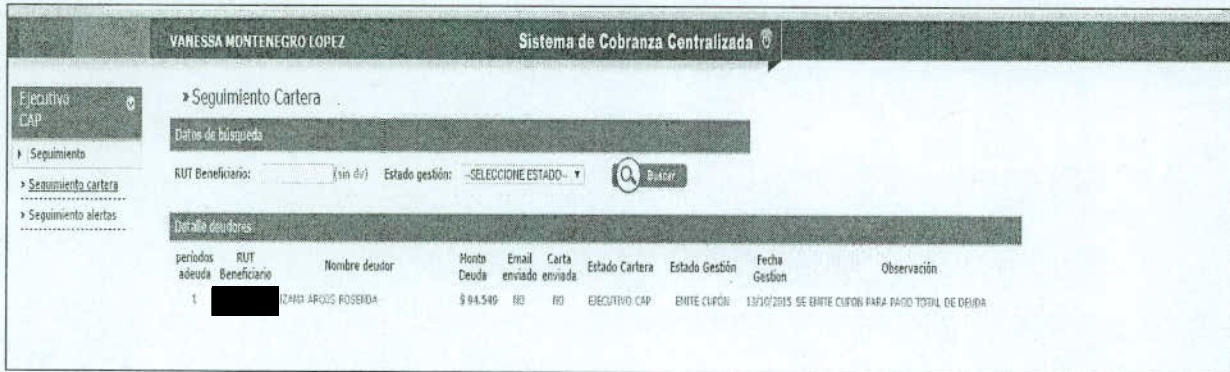 VANESSA MONTENEGRO LOPEZ
Sistema de Cobranza Centralizada
Ejecutivo
CAP
Seguimiento
Seguimiento cartera
Seguimiento alertas
» Seguimiento Cartera
Datos de búsqueda
RUT Beneficiario: (sin dv) Estado gestión: --SELECCIONE ESTADO-- Buscar
Detalle deudores
periodos adeuda RUT Beneficiario Nombre deudor Monto Deuda Email enviado Carta enviada Estado Cartera Estado Gestión Fecha Gestion Observación
1 ARCOS ROSENDA $ 94.549 NO NO EJECUTIVO CAP EMITE CUPÓN 13/10/2015 SE EMITE CUPON PARA PAGO TOTAL DE DEUDA